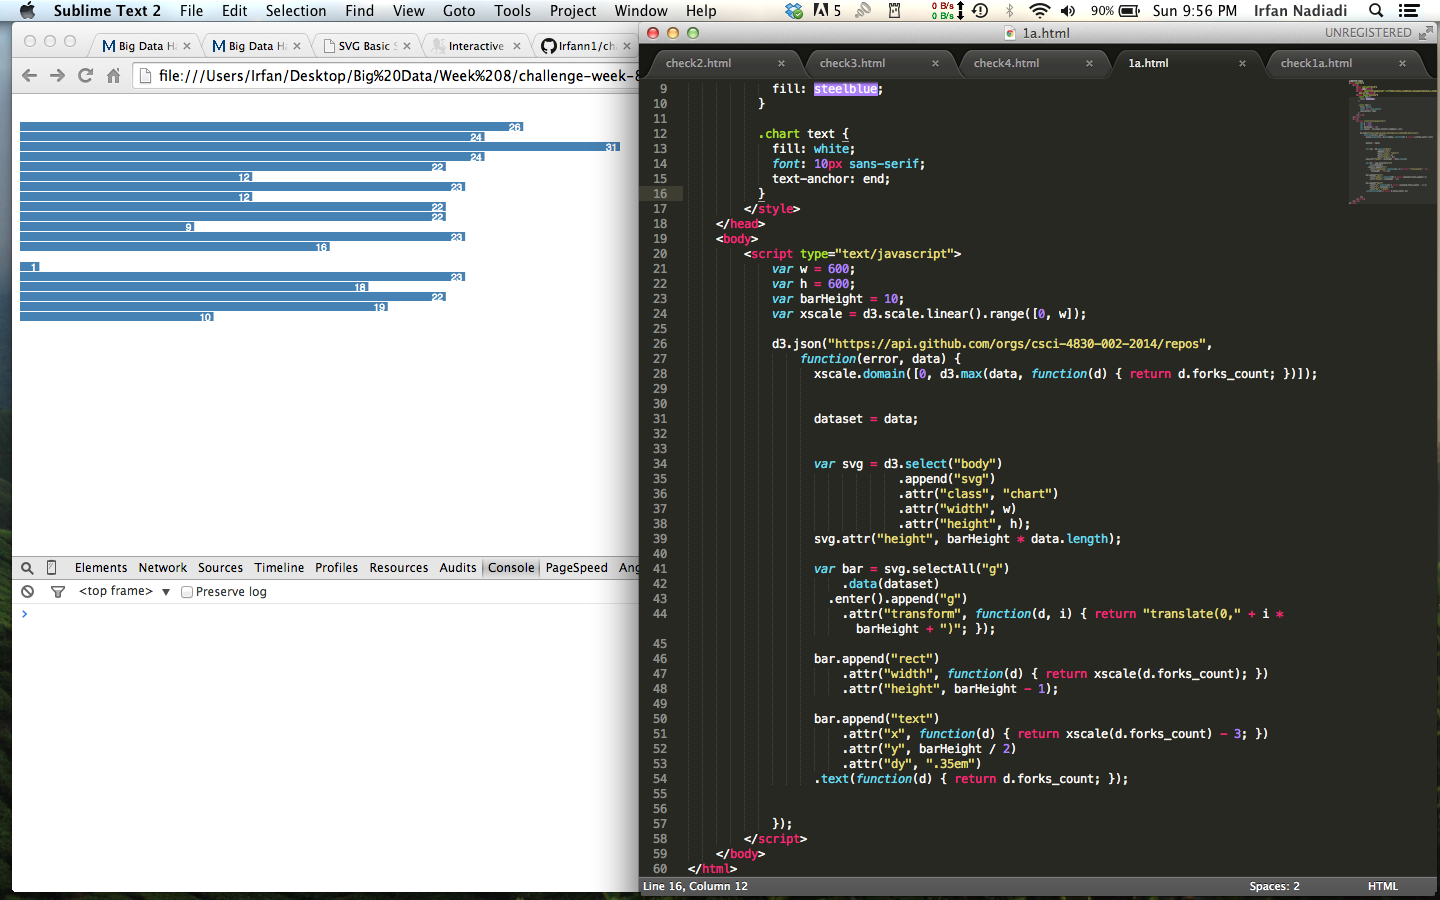 Sublime Text 2 File Edit Selection Find View Goto Tools Project Window Help 5 0 B/s 0 B/s 90% Sun 9:56 PM Irfan Nadiadi
Big Data Ha × Big Data Ha × SVG Basic S × Interactive × Irfann1/cha ×
file:///Users/Irfan/Desktop/Big%20Data/Week%208/challenge-week-8
26
24
31
24
22
12
23
12
22
22
9
23
16
1
23
18
22
19
10
Elements Network Sources Timeline Profiles Resources Audits Console PageSpeed Ang
<top frame> ▼ Preserve log
>
1a.html UNREGISTERED
check2.html × check3.html × check4.html × 1a.html × check1a.html ×
9 fill: steelblue;
10 }
11
12 .chart text {
13 fill: white;
14 font: 10px sans-serif;
15 text-anchor: end;
16 }
17 </style>
18 </head>
19 <body>
20 <script type="text/javascript">
21 var w = 600;
22 var h = 600;
23 var barHeight = 10;
24 var xscale = d3.scale.linear().range([0, w]);
25
26 d3.json("https://api.github.com/orgs/csci-4830-002-2014/repos",
27 function(error, data) {
28 xscale.domain([0, d3.max(data, function(d) { return d.forks_count; })]);
29
30
31 dataset = data;
32
33
34 var svg = d3.select("body")
35 .append("svg")
36 .attr("class", "chart")
37 .attr("width", w)
38 .attr("height", h);
39 svg.attr("height", barHeight * data.length);
40
41 var bar = svg.selectAll("g")
42 .data(dataset)
43 .enter().append("g")
44 .attr("transform", function(d, i) { return "translate(0," + i *
barHeight + ")"; });
45
46 bar.append("rect")
47 .attr("width", function(d) { return xscale(d.forks_count); })
48 .attr("height", barHeight - 1);
49
50 bar.append("text")
51 .attr("x", function(d) { return xscale(d.forks_count) - 3; })
52 .attr("y", barHeight / 2)
53 .attr("dy", ".35em")
54 .text(function(d) { return d.forks_count; });
55
56
57 });
58 </script>
59 </body>
60 </html>
Line 16, Column 12 Spaces: 2 HTML